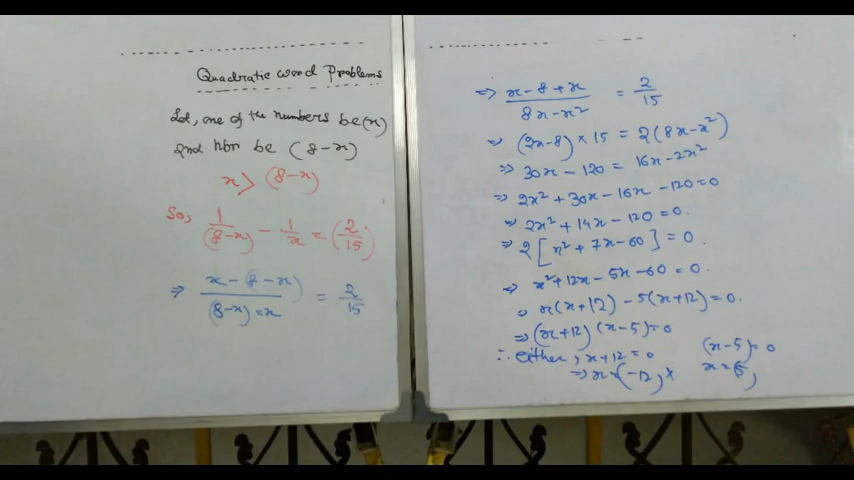 Quadratic word Problems
Let, one of the numbers be (x)
2nd nbr be (8-x)
x > (8-x)
So, 1/(8-x) - 1/x = (2/15)
⇒ x-(8-x)/(8-x)×x = 2/15
⇒ x-8+x/8x-x² = 2/15
⇒ (2x-8)×15 = 2(8x-x²)
⇒ 30x - 120 = 16x - 2x²
⇒ 2x² + 30x - 16x - 120 = 0
⇒ 2x² + 14x - 120 = 0.
⇒ 2[x² + 7x - 60] = 0.
⇒ x² + 12x - 5x - 60 = 0.
⇒ x(x+12) - 5(x+12) = 0.
⇒ (x+12) (x-5) = 0
∴ either, x+12 = 0 (x-5) = 0
⇒ x = (-12) × x = 5,